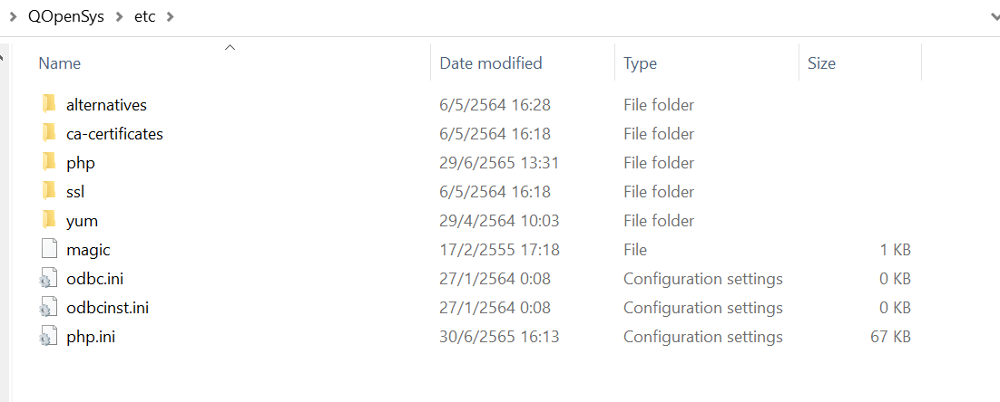 QOpenSys > etc >
Name Date modified Type Size
alternatives 6/5/2564 16:28 File folder
ca-certificates 6/5/2564 16:18 File folder
php 29/6/2565 13:31 File folder
ssl 6/5/2564 16:18 File folder
yum 29/4/2564 10:03 File folder
magic 17/2/2555 17:18 File 1 KB
odbc.ini 27/1/2564 0:08 Configuration settings 0 KB
odbcinst.ini 27/1/2564 0:08 Configuration settings 0 KB
php.ini 30/6/2565 16:13 Configuration settings 67 KB